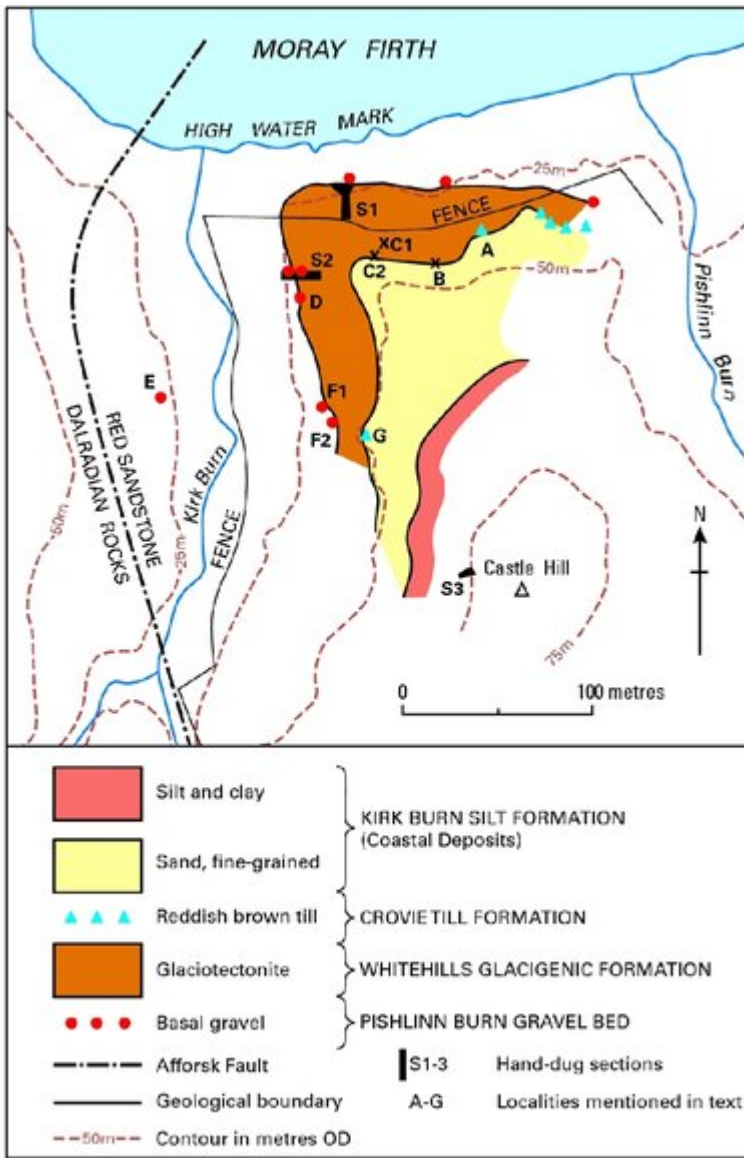 MORAY FIRTH
HIGH WATER MARK
25m
S1
FENCE
C1
A
S2
C2
B
50m
D
Pishlinn Burn
E
F1
RED SANDSTONE
F2
G
DALRADIAN ROCKS
Kirk Burn
50m
25m
FENCE
N
Castle Hill
S3
75m
0
100 metres
Silt and clay
KIRK BURN SILT FORMATION
(Coastal Deposits)
Sand, fine-grained
Reddish brown till
CROVIE TILL FORMATION
Glaciotectonite
WHITEHILLS GLACIGENIC FORMATION
Basal gravel
PISHLINN BURN GRAVEL BED
Afforsk Fault
S1-3 Hand-dug sections
Geological boundary
A-G Localities mentioned in text
50m Contour in metres OD